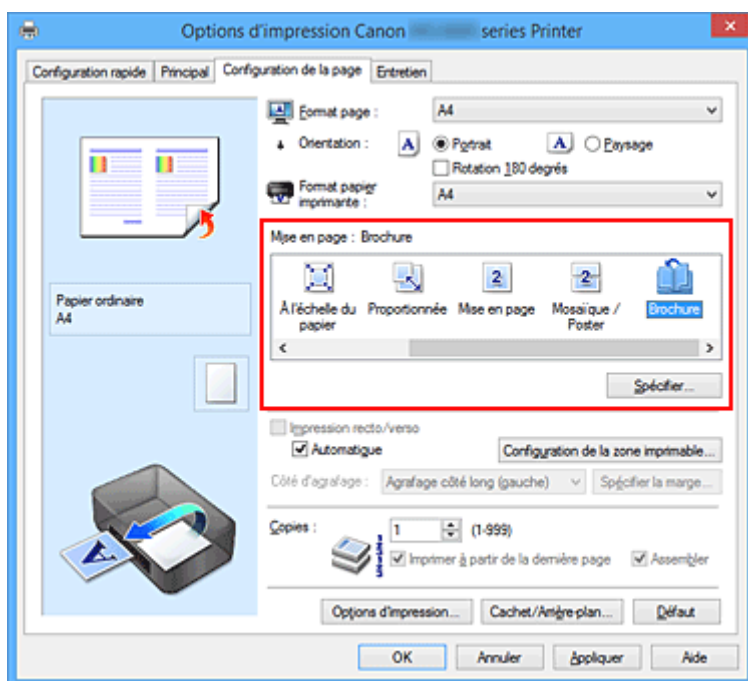 Options d'impression Canon series Printer
Configuration rapide Principal Configuration de la page Entretien
Format page : A4
Orientation : A Portrait A Paysage
Rotation 180 degrés
Format papier
imprimante : A4
Mise en page : Brochure
À l'échelle du
papier
Proportionnée
2
Mise en page
2
Mosaïque /
Poster
Brochure
Papier ordinaire
A4
Spécifier...
Impression recto/verso
Automatique
Configuration de la zone imprimable...
Côté d'agrafage : Agrafage côté long (gauche) Spécifier la marge...
Copies : 1 (1-999)
Imprimer à partir de la dernière page Assembler
A
Options d'impression... Cachet/Arrière-plan... Défaut
OK Annuler Appliquer Aide